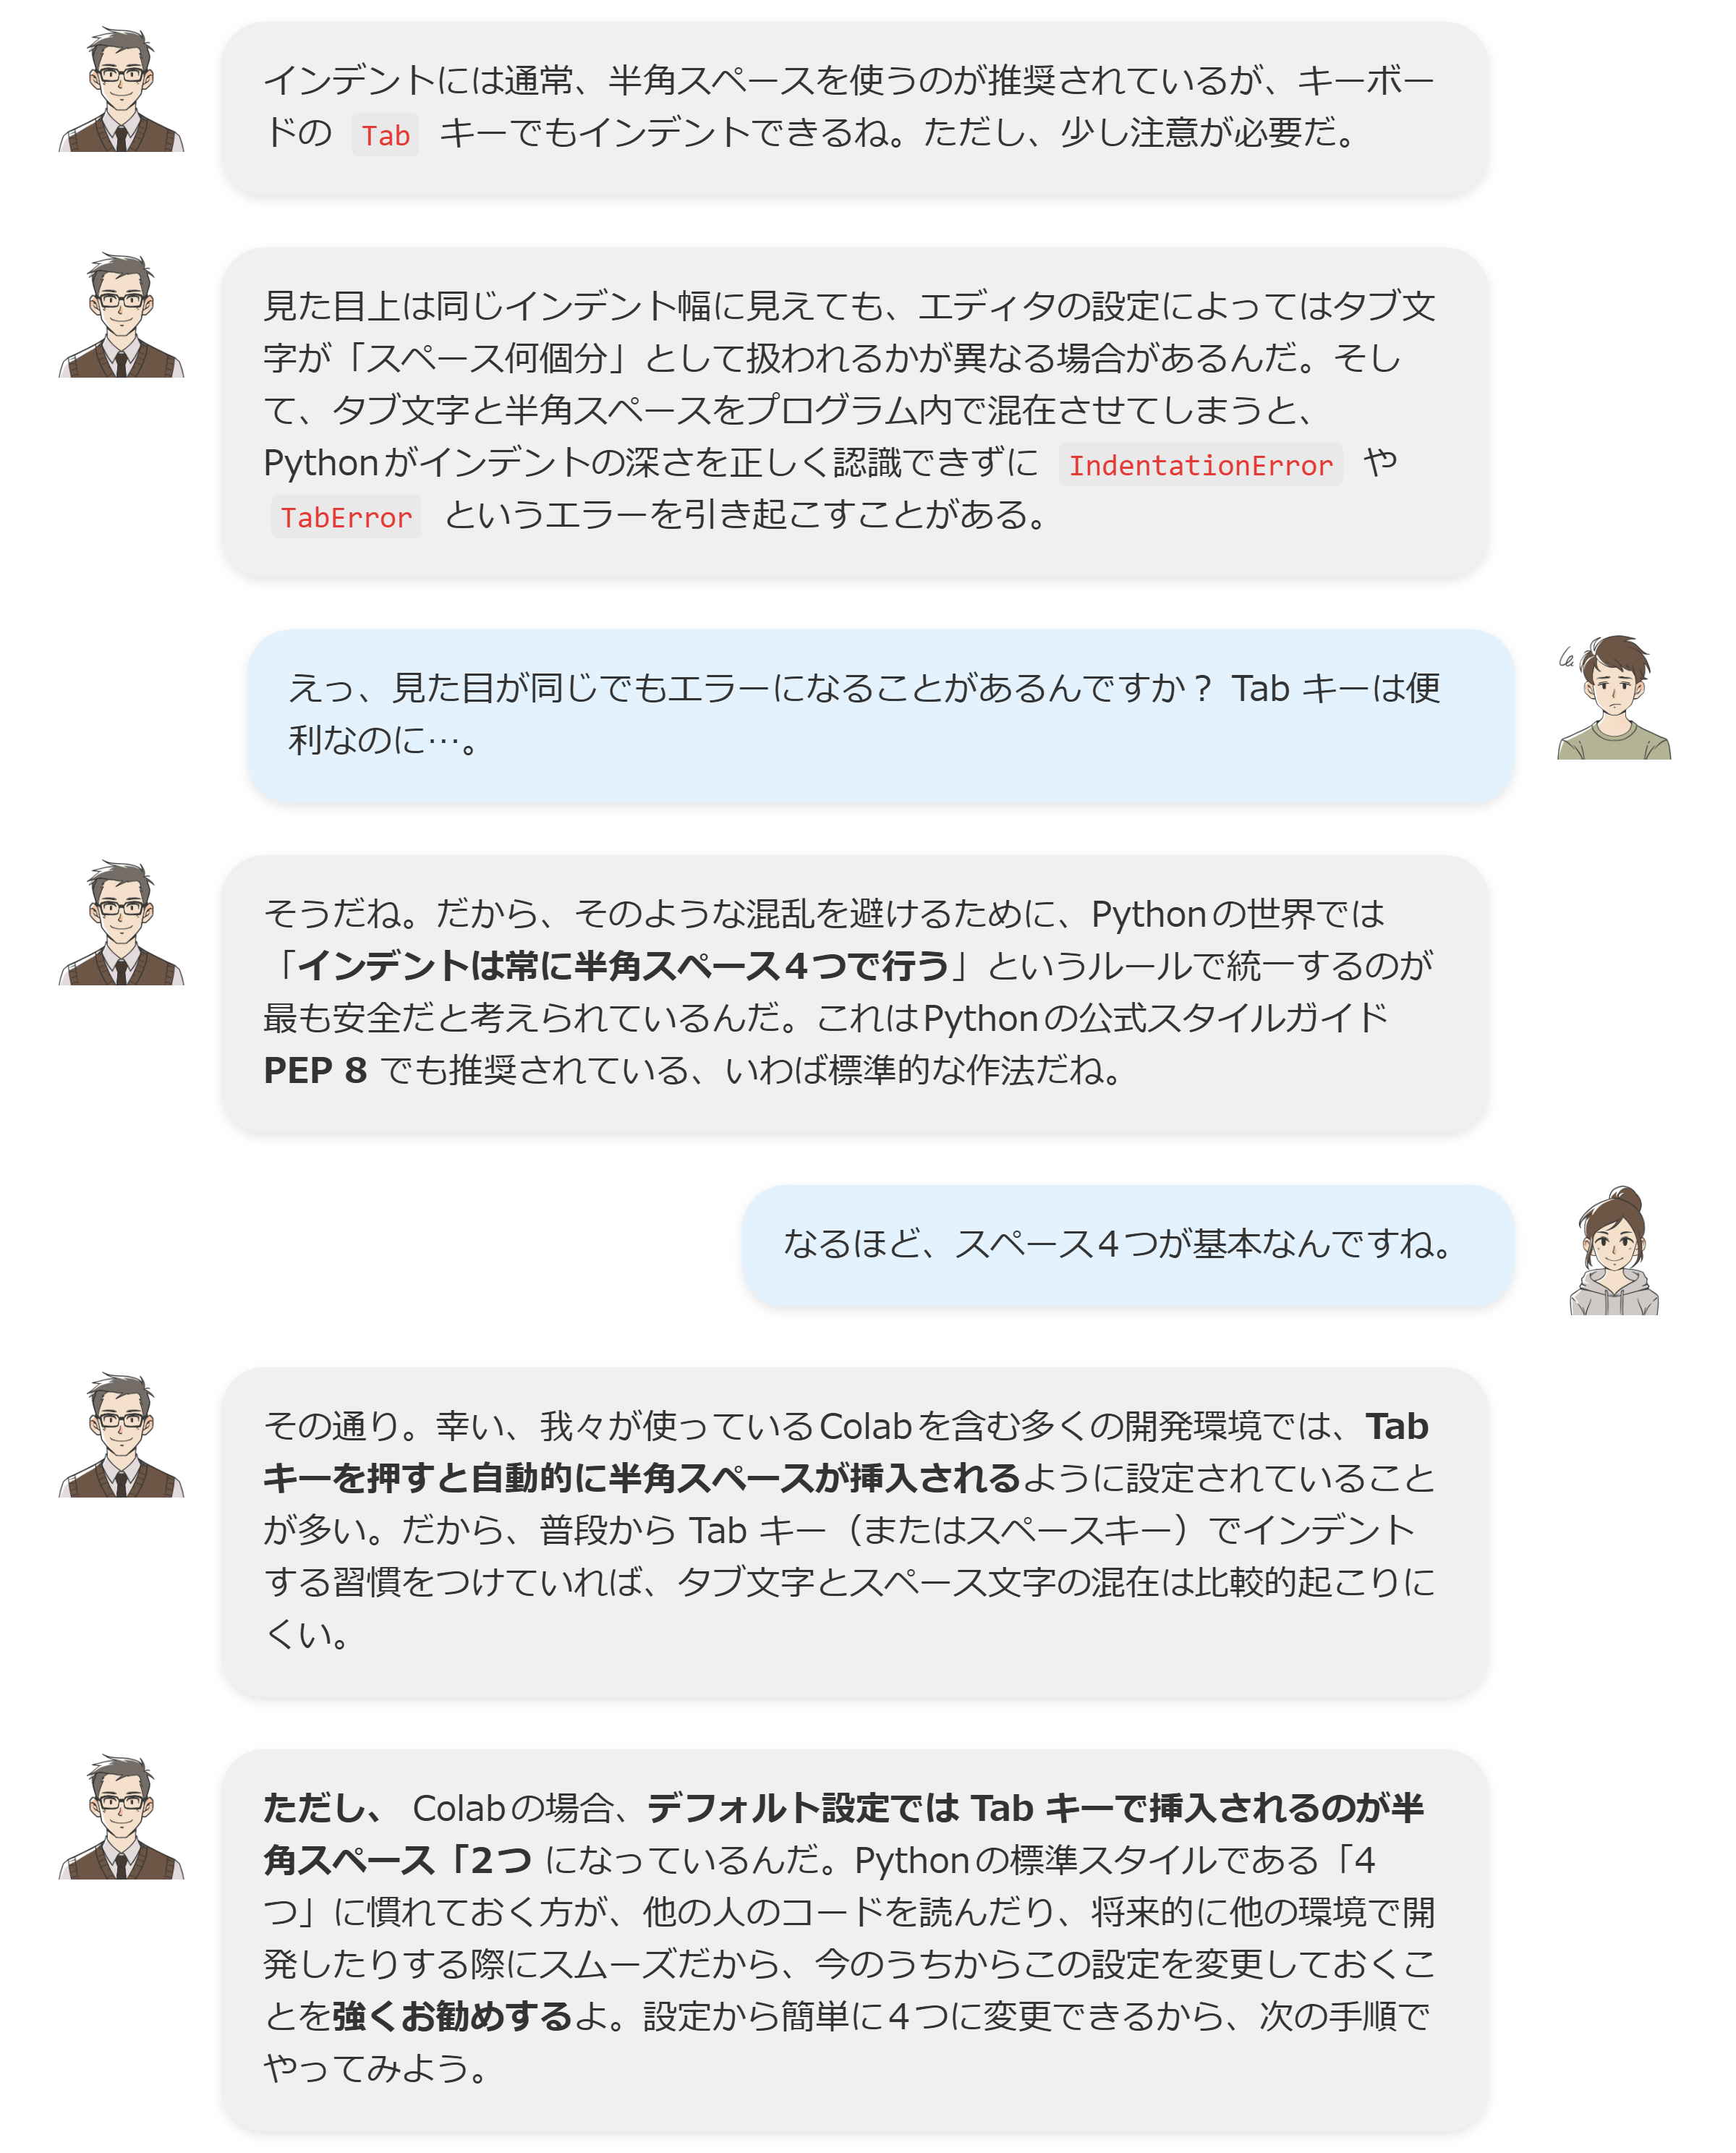 インデントには通常、半角スペースを使うのが推奨されているが、キーボー
ドの Tab キーでもインデントできるね。ただし、少し注意が必要だ。
見た目上は同じインデント幅に見えても、エディタの設定によってはタブ文
字が「スペース何個分」として扱われるかが異なる場合があるんだ。そし
て、タブ文字と半角スペースをプログラム内で混在させてしまうと、
Pythonがインデントの深さを正しく認識できずに IndentationError や
TabError というエラーを引き起こすことがある。
えっ、見た目が同じでもエラーになることがあるんですか？ Tab キーは便
利なのに…。
そうだね。だから、そのような混乱を避けるために、Pythonの世界では
「インデントは常に半角スペース４つで行う」というルールで統一するのが
最も安全だと考えられているんだ。これはPythonの公式スタイルガイド
PEP 8 でも推奨されている、いわば標準的な作法だね。
なるほど、スペース４つが基本なんですね。
その通り。幸い、我々が使っているColabを含む多くの開発環境では、Tab
キーを押すと自動的に半角スペースが挿入されるように設定されていること
が多い。だから、普段から Tab キー（またはスペースキー）でインデント
する習慣をつけていれば、タブ文字とスペース文字の混在は比較的起こりに
くい。
ただし、 Colabの場合、デフォルト設定では Tab キーで挿入されるのが半
角スペース「2つ になっているんだ。Pythonの標準スタイルである「4
つ」に慣れておく方が、他の人のコードを読んだり、将来的に他の環境で開
発したりする際にスムーズだから、今のうちからこの設定を変更しておくこ
とを強くお勧めするよ。設定から簡単に４つに変更できるから、次の手順で
やってみよう。